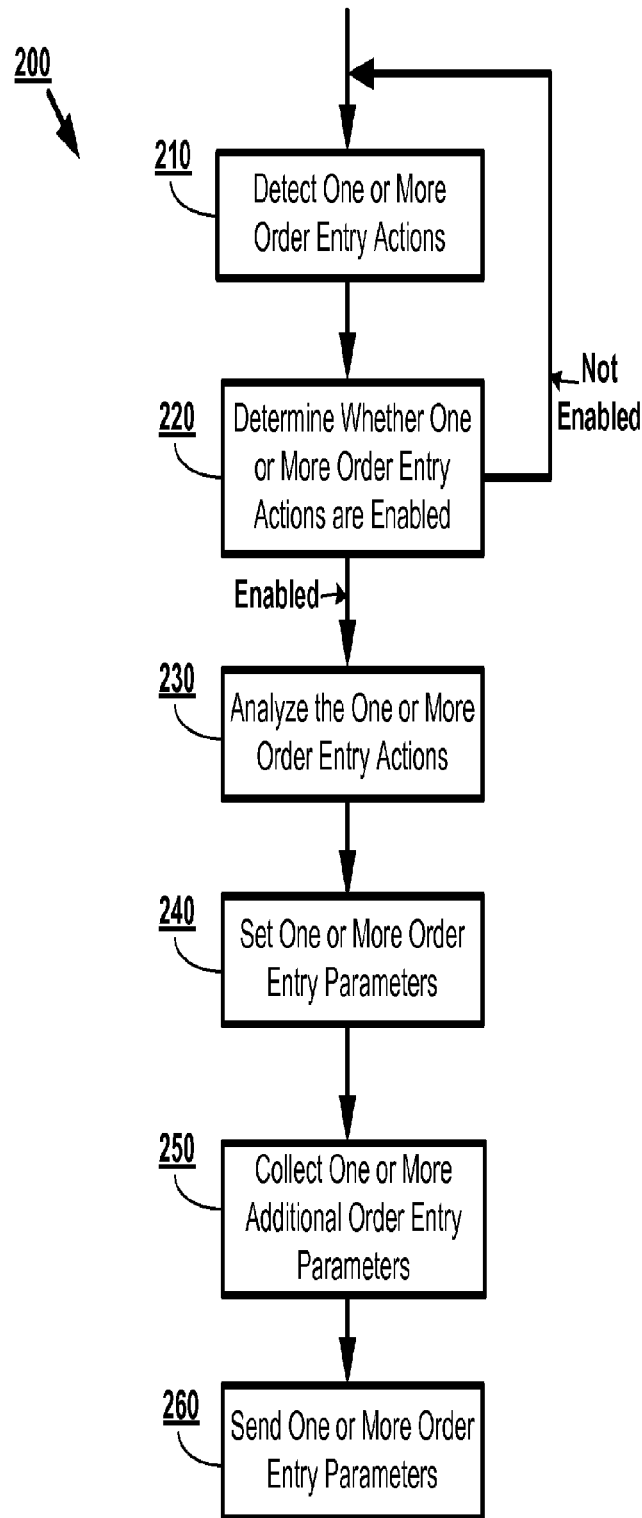 200
210
Detect One or More
Order Entry Actions
220
Determine Whether One
or More Order Entry
Actions are Enabled
Not
Enabled
Enabled
230
Analyze the One or More
Order Entry Actions
240
Set One or More Order
Entry Parameters
250
Collect One or More
Additional Order Entry
Parameters
260
Send One or More Order
Entry Parameters